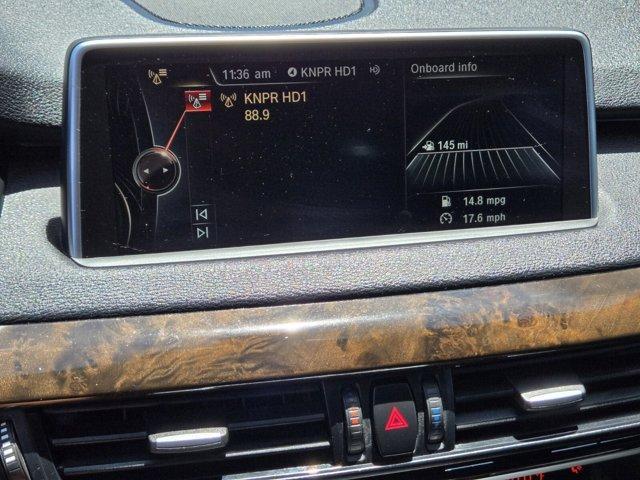 11:36 am KNPR HD1
Onboard info
KNPR HD1
88.9
145 mi
14.8 mpg
17.6 mph